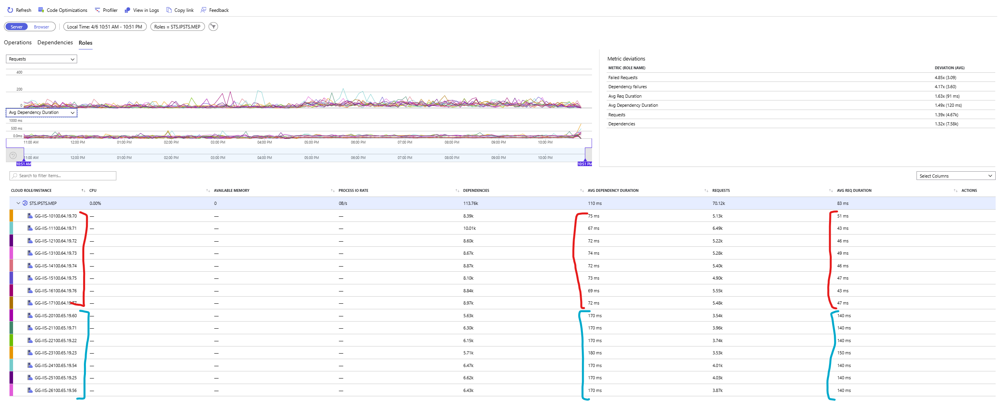 Refresh Code Optimizations Profiler View in Logs Copy link Feedback
Server Browser Local Time: 4/6 10:51 AM - 10:51 PM Roles = STS.IPSTS.MEP
Operations Dependencies Roles
Requests
400
200
0
Avg Dependency Duration
1000 ms
500 ms
0.0ms
11:00 AM 12:00 PM 01:00 PM 02:00 PM 03:00 PM 04:00 PM 05:00 PM 06:00 PM 07:00 PM 08:00 PM 09:00 PM 10:00 PM
11:00 AM 12:00 PM 01:00 PM 02:00 PM 03:00 PM 04:00 PM 05:00 PM 06:00 PM 07:00 PM 08:00 PM 09:00 PM 10:00 PM
10:51 AM 10:51 PM
Metric deviations
METRIC (ROLE NAME) DEVIATION (AVG)
Failed Requests 4.85x (3.09)
Dependency failures 4.17x (3.60)
Avg Req Duration 1.63x (91 ms)
Avg Dependency Duration 1.49x (120 ms)
Requests 1.39x (4.67k)
Dependencies 1.32x (7.58k)
Search to filter items... Select Columns
CLOUD ROLE/INSTANCE CPU AVAILABLE MEMORY PROCESS IO RATE DEPENDENCIES AVG DEPENDENCY DURATION REQUESTS AVG REQ DURATION ACTIONS
STS.IPSTS.MEP 0.00% 0 0B/s 113.76k 110 ms 70.12k 83 ms
GG-IIS-10100.64.19.70 — — — 8.39k 75 ms 5.13k 51 ms
GG-IIS-11100.64.19.71 — — — 10.01k 67 ms 6.49k 43 ms
GG-IIS-12100.64.19.72 — — — 8.60k 72 ms 5.22k 46 ms
GG-IIS-13100.64.19.73 — — — 8.67k 74 ms 5.28k 49 ms
GG-IIS-14100.64.19.74 — — — 8.87k 72 ms 5.40k 46 ms
GG-IIS-15100.64.19.75 — — — 8.10k 73 ms 4.90k 47 ms
GG-IIS-16100.64.19.76 — — — 8.84k 69 ms 5.55k 43 ms
GG-IIS-17100.64.19.77 — — — 8.97k 72 ms 5.48k 47 ms
GG-IIS-20100.65.19.60 — — — 5.63k 170 ms 3.54k 140 ms
GG-IIS-21100.65.19.71 — — — 6.30k 170 ms 3.96k 140 ms
GG-IIS-22100.65.19.22 — — — 6.15k 170 ms 3.74k 140 ms
GG-IIS-23100.65.19.23 — — — 5.71k 180 ms 3.53k 150 ms
GG-IIS-24100.65.19.54 — — — 6.47k 170 ms 4.01k 140 ms
GG-IIS-25100.65.19.25 — — — 6.62k 170 ms 4.03k 140 ms
GG-IIS-26100.65.19.56 — — — 6.43k 170 ms 3.87k 140 ms